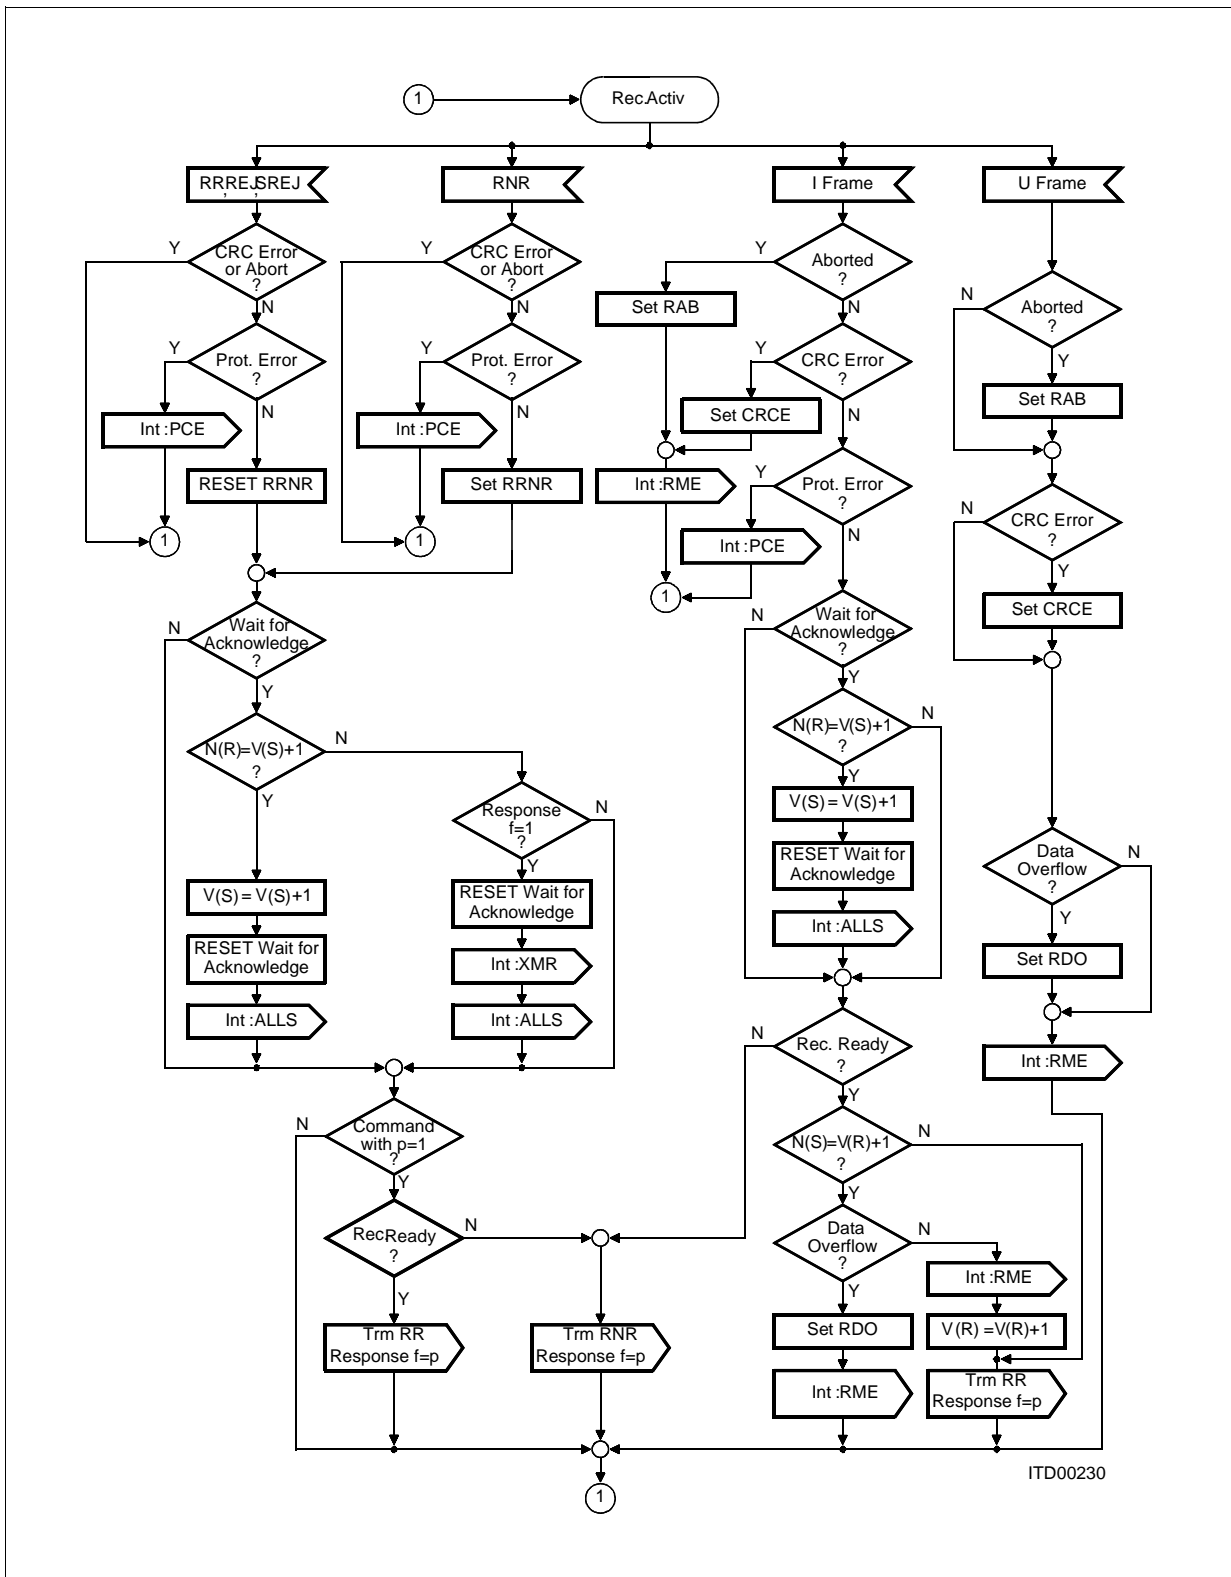 1
Rec.Activ
RR,REJ,SREJ
RNR
I Frame
U Frame
Y
CRC Error
or Abort
?
N
Y
CRC Error
or Abort
?
N
Y
Aborted
?
N
Set RAB
N
Aborted
?
Y
Set RAB
Y
Prot. Error
?
N
Y
Prot. Error
?
N
Y
CRC Error
?
N
Set CRCE
Int :PCE
Int :PCE
RESET RRNR
Set RRNR
Int :RME
Y
Prot. Error
?
N
Int :PCE
N
CRC Error
?
Y
Set CRCE
1
1
1
N
Wait for
Acknowledge
?
Y
N
Wait for
Acknowledge
?
Y
N(R)=V(S)+1
?
N
Y
N(R)=V(S)+1
?
N
Y
Response
f=1
?
N
Y
V(S) = V(S)+1
RESET Wait for
Acknowledge
Int :ALLS
Data
Overflow
?
N
Y
Set RDO
Int :RME
V(S) = V(S)+1
RESET Wait for
Acknowledge
Int :ALLS
RESET Wait for
Acknowledge
Int :XMR
Int :ALLS
N
Rec. Ready
?
Y
N
Command
with p=1
?
Y
N(S)=V(R)+1
?
N
Y
RecReady
?
N
Y
Data
Overflow
?
N
Y
Int :RME
V(R) =V(R)+1
Trm RR
Response f=p
Trm RNR
Response f=p
Set RDO
Int :RME
Trm RR
Response f=p
ITD00230
1